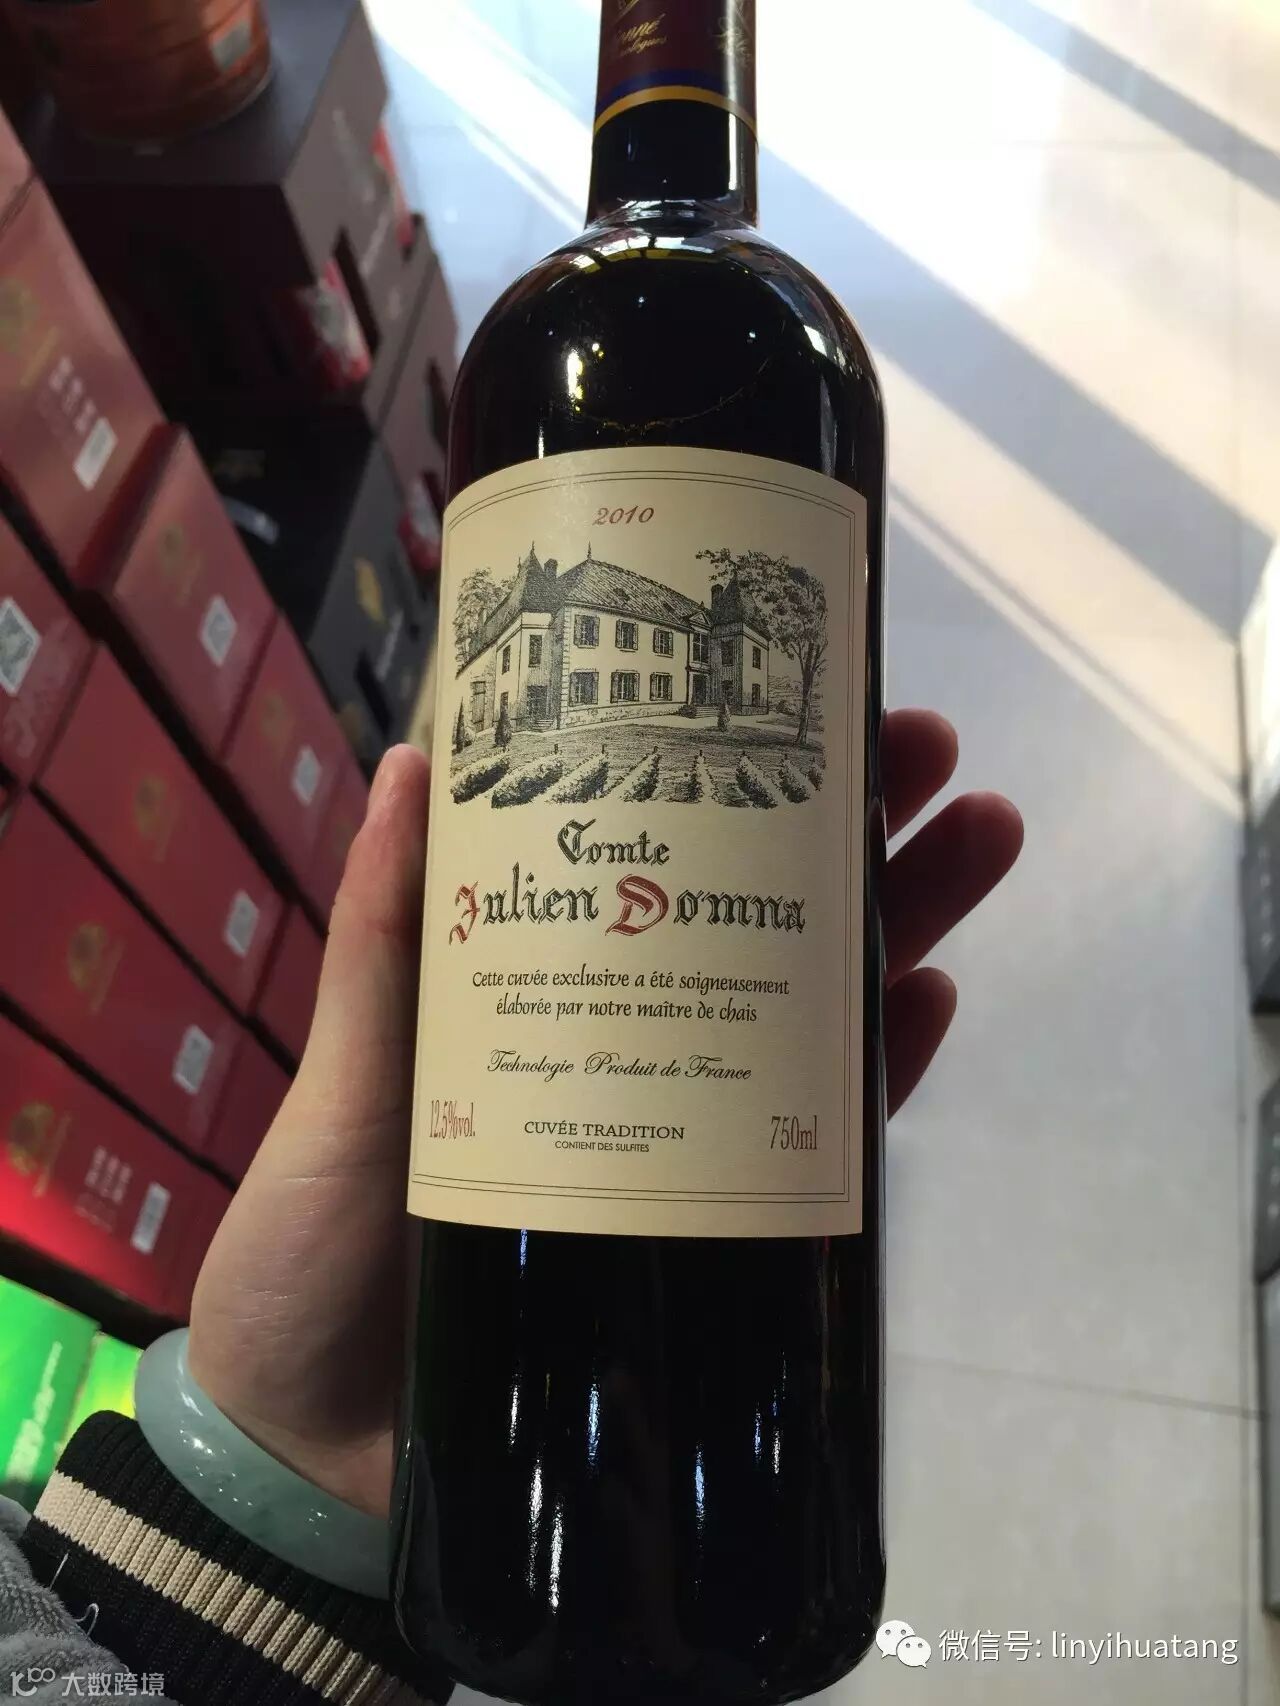 2010
Comte
Julien Domna
Cette cuvée exclusive a été soigneusement
élaborée par notre maître de chais
Technologie Produit de France
12.5%vol.
CUVÉE TRADITION
750ml
CONTIENT DES SULFITES
微信号: linyihuatang
大数跨境